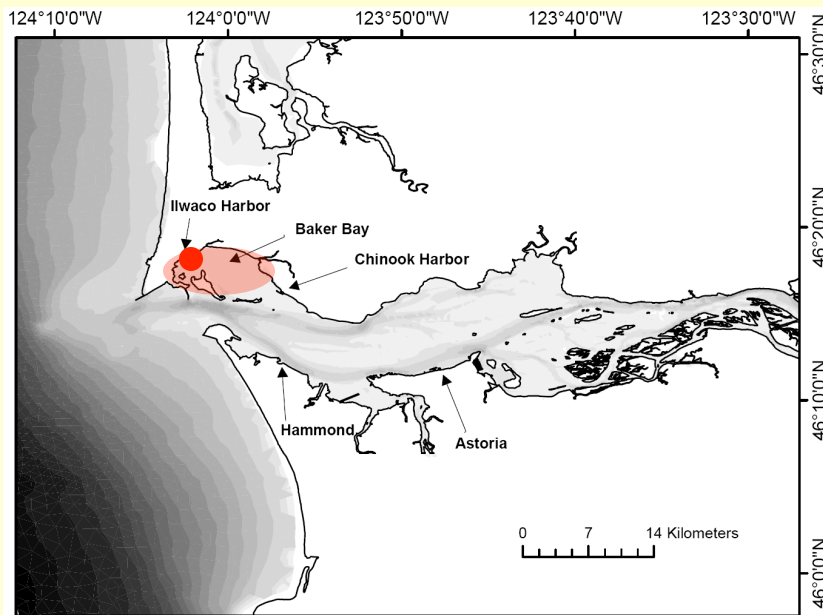 124°10'0"W 124°0'0"W 123°50'0"W 123°40'0"W 123°30'0"W
46°30'0"N
Ilwaco Harbor
46°20'0"N
Baker Bay
Chinook Harbor
46°10'0"N
Hammond
Astoria
0 7 14 Kilometers
46°0'0"N